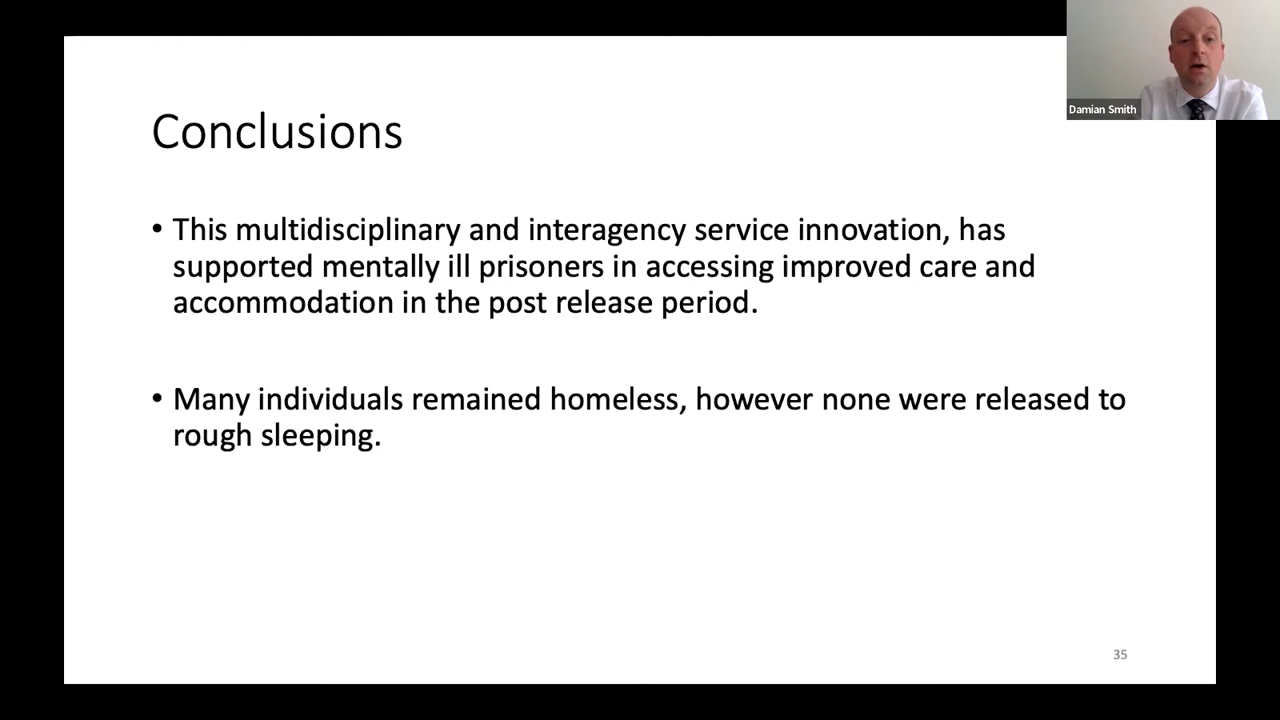 Damian Smith
Conclusions
• This multidisciplinary and interagency service innovation, has
supported mentally ill prisoners in accessing improved care and
accommodation in the post release period.
• Many individuals remained homeless, however none were released to
rough sleeping.
35